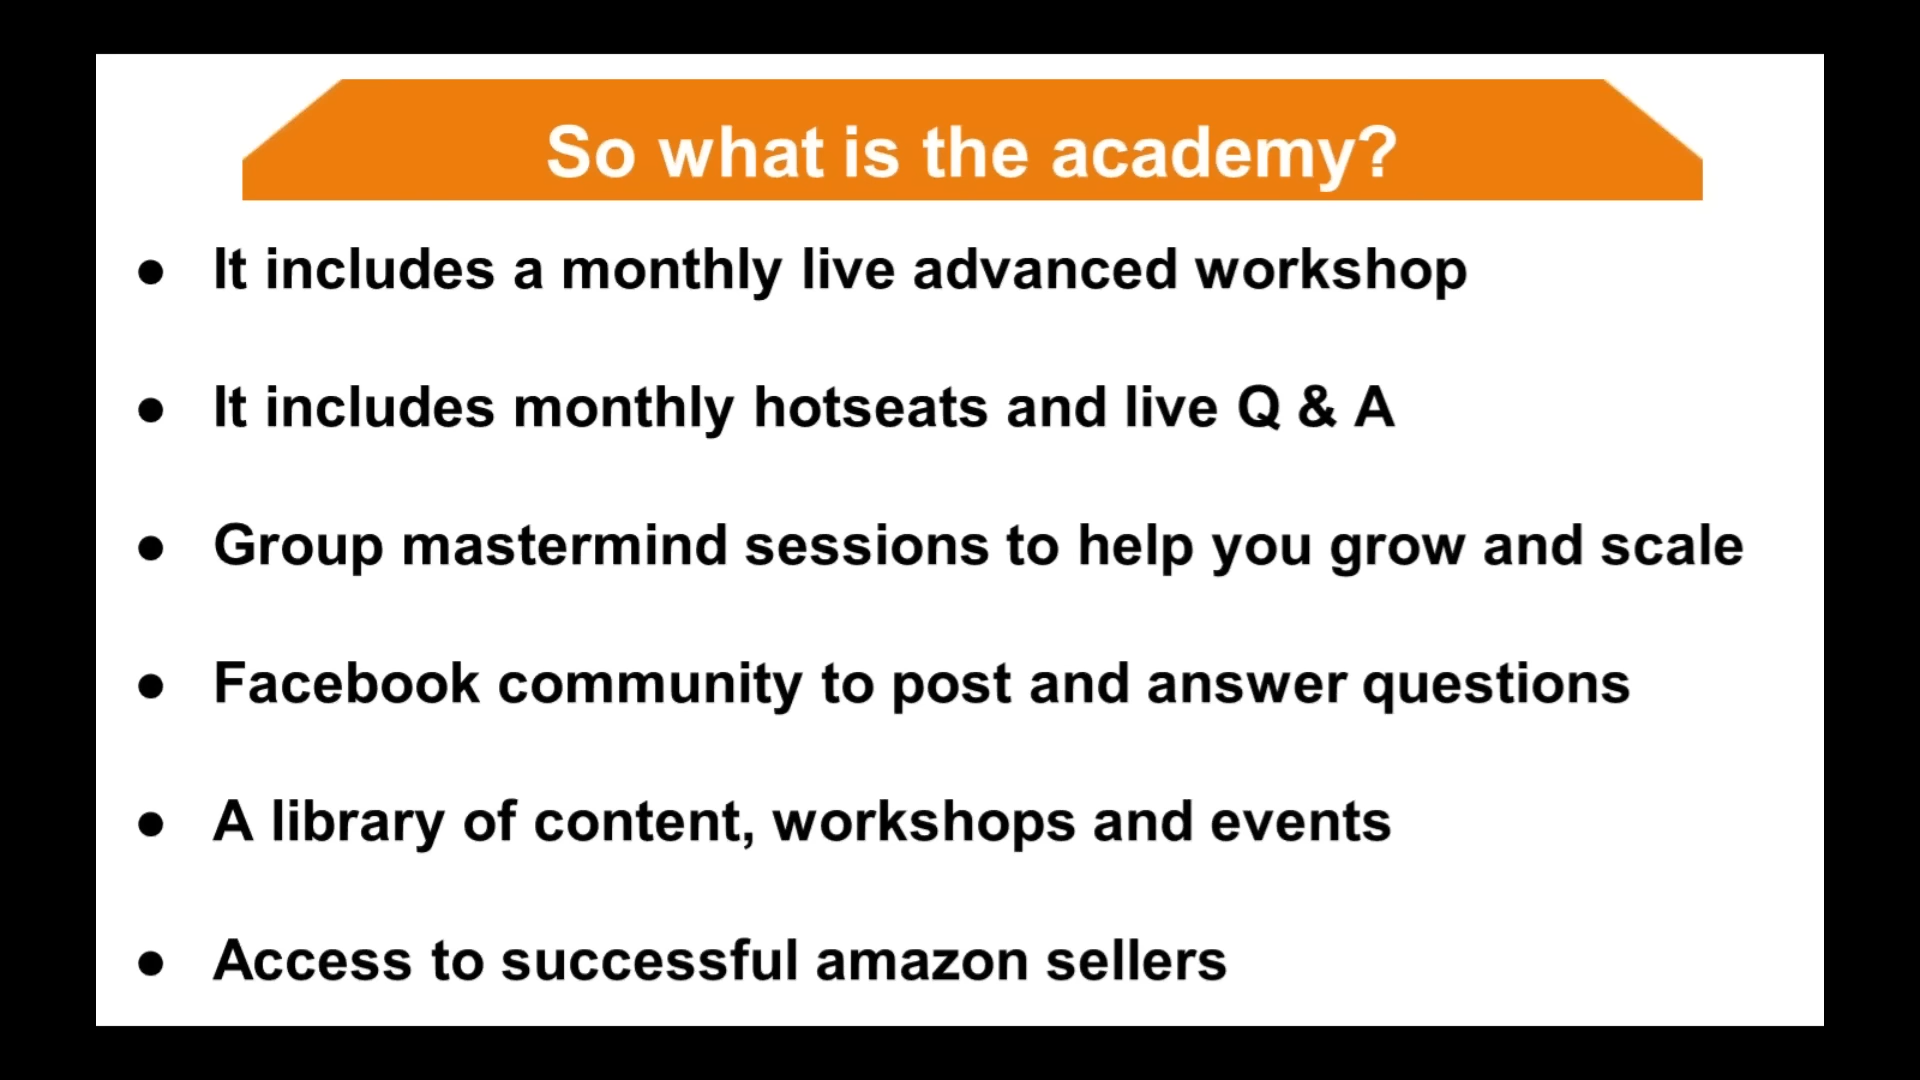 So what is the academy?
● It includes a monthly live advanced workshop
● It includes monthly hotseats and live Q & A
● Group mastermind sessions to help you grow and scale
● Facebook community to post and answer questions
● A library of content, workshops and events
● Access to successful amazon sellers